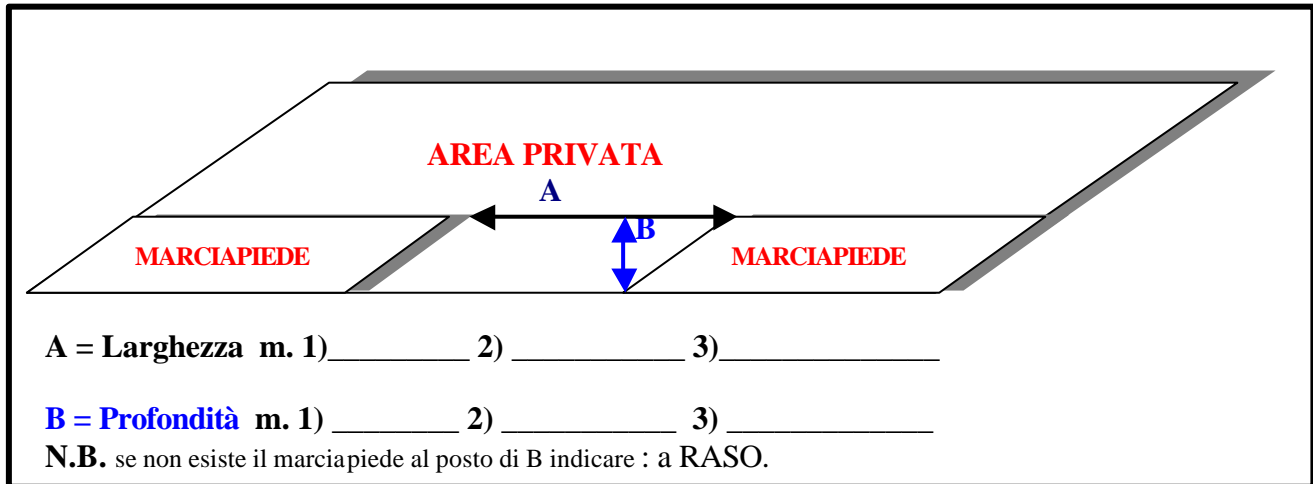 AREA PRIVATA
A
B
MARCIAPIEDE
MARCIAPIEDE
A = Larghezza m. 1)_________ 2) ___________ 3)______________
B = Profondità m. 1) ________ 2) ___________ 3) _____________
N.B. se non esiste il marciapiede al posto di B indicare : a RASO.